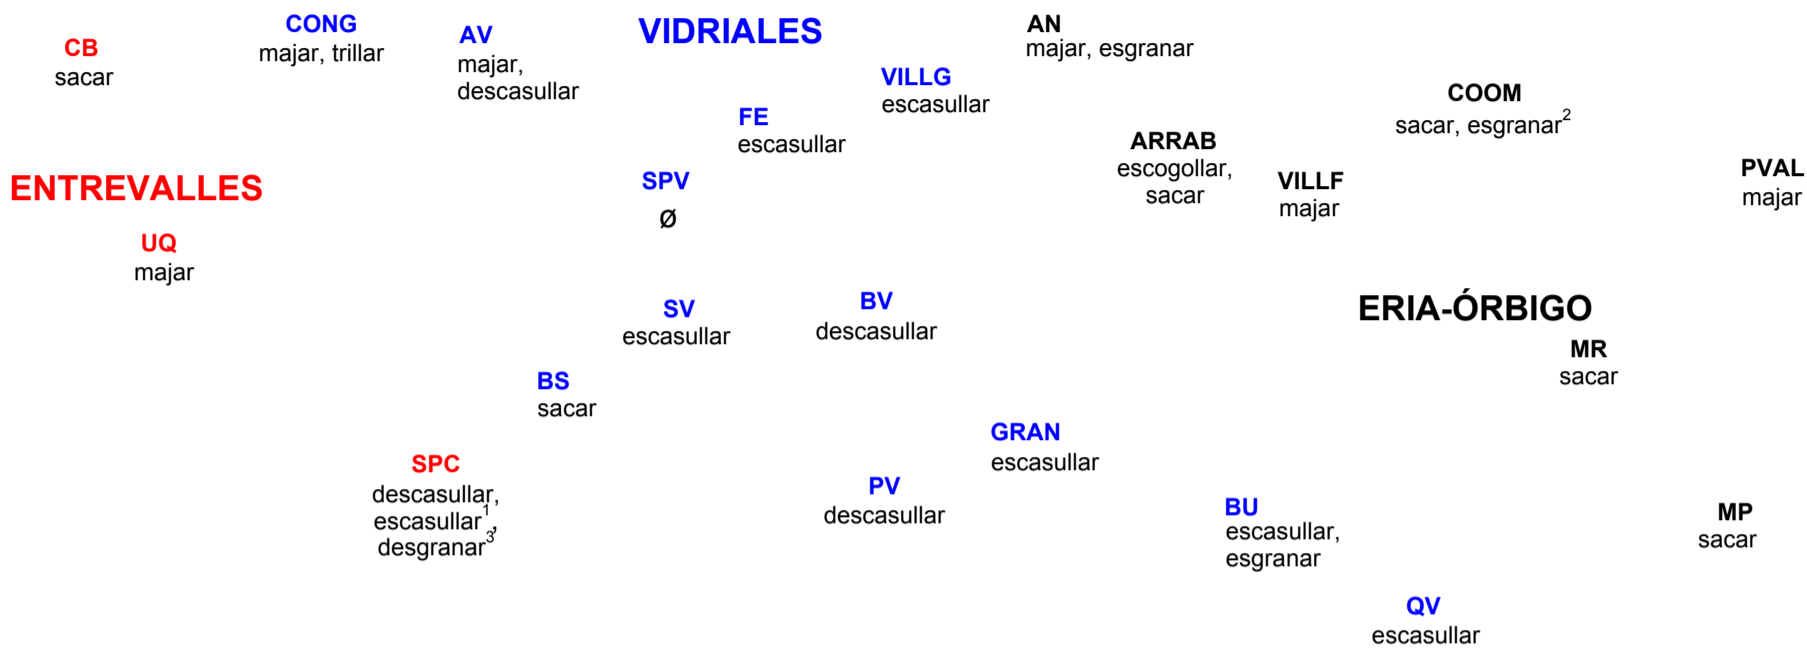 CONG
majar, trillar
AV
majar,
descasullar
VIDRIALES
AN
majar, esgranar
CB
sacar
VILLG
escasullar
COOM
sacar, esgranar²
FE
escasullar
ARRAB
escogollar,
sacar
PVAL
majar
ENTREVALLES
SPV
Ø
VILLF
majar
UQ
majar
SV
escasullar
BV
descasullar
ERIA-ÓRBIGO
MR
sacar
BS
sacar
GRAN
escasullar
SPC
descasullar,
escasullar¹,
desgranar³
PV
descasullar
BU
escasullar,
esgranar
MP
sacar
QV
escasullar